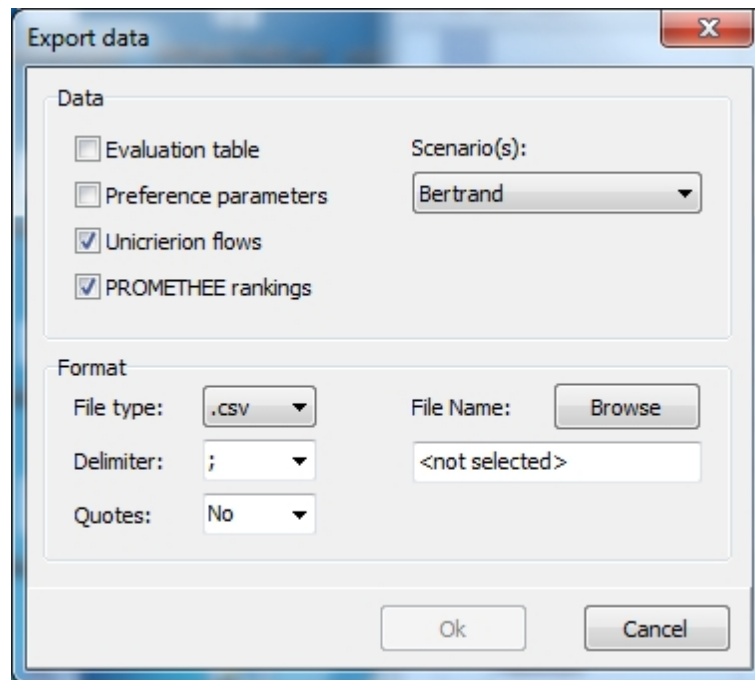 Export data
Data
Evaluation table
Scenario(s):
Preference parameters
Bertrand
Unicrierion flows
PROMETHEE rankings
Format
File type: .csv
File Name: Browse
Delimiter: ;
<not selected>
Quotes: No
Ok Cancel